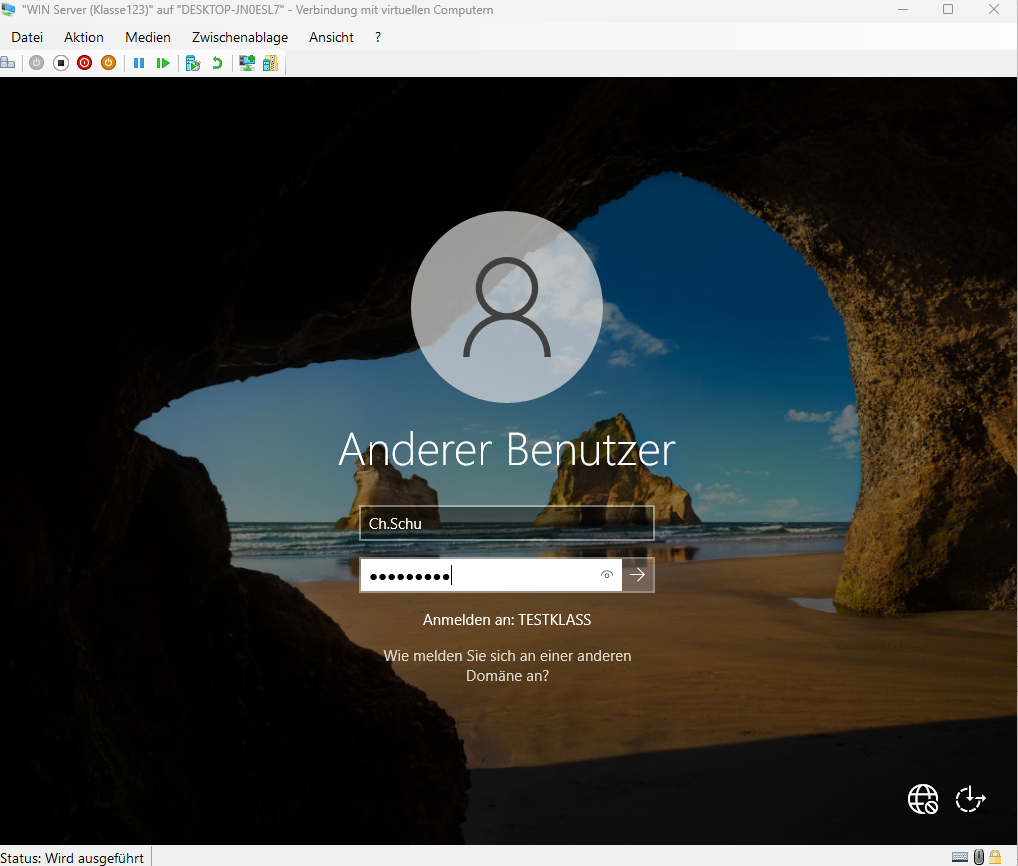 "WIN Server (Klasse123)" auf "DESKTOP-JN0ESL7" - Verbindung mit virtuellen Computern
Datei Aktion Medien Zwischenablage Ansicht ?
Anderer Benutzer
Ch.Schu
Anmelden an: TESTKLASS
Wie melden Sie sich an einer anderen
Domäne an?
Status: Wird ausgeführt